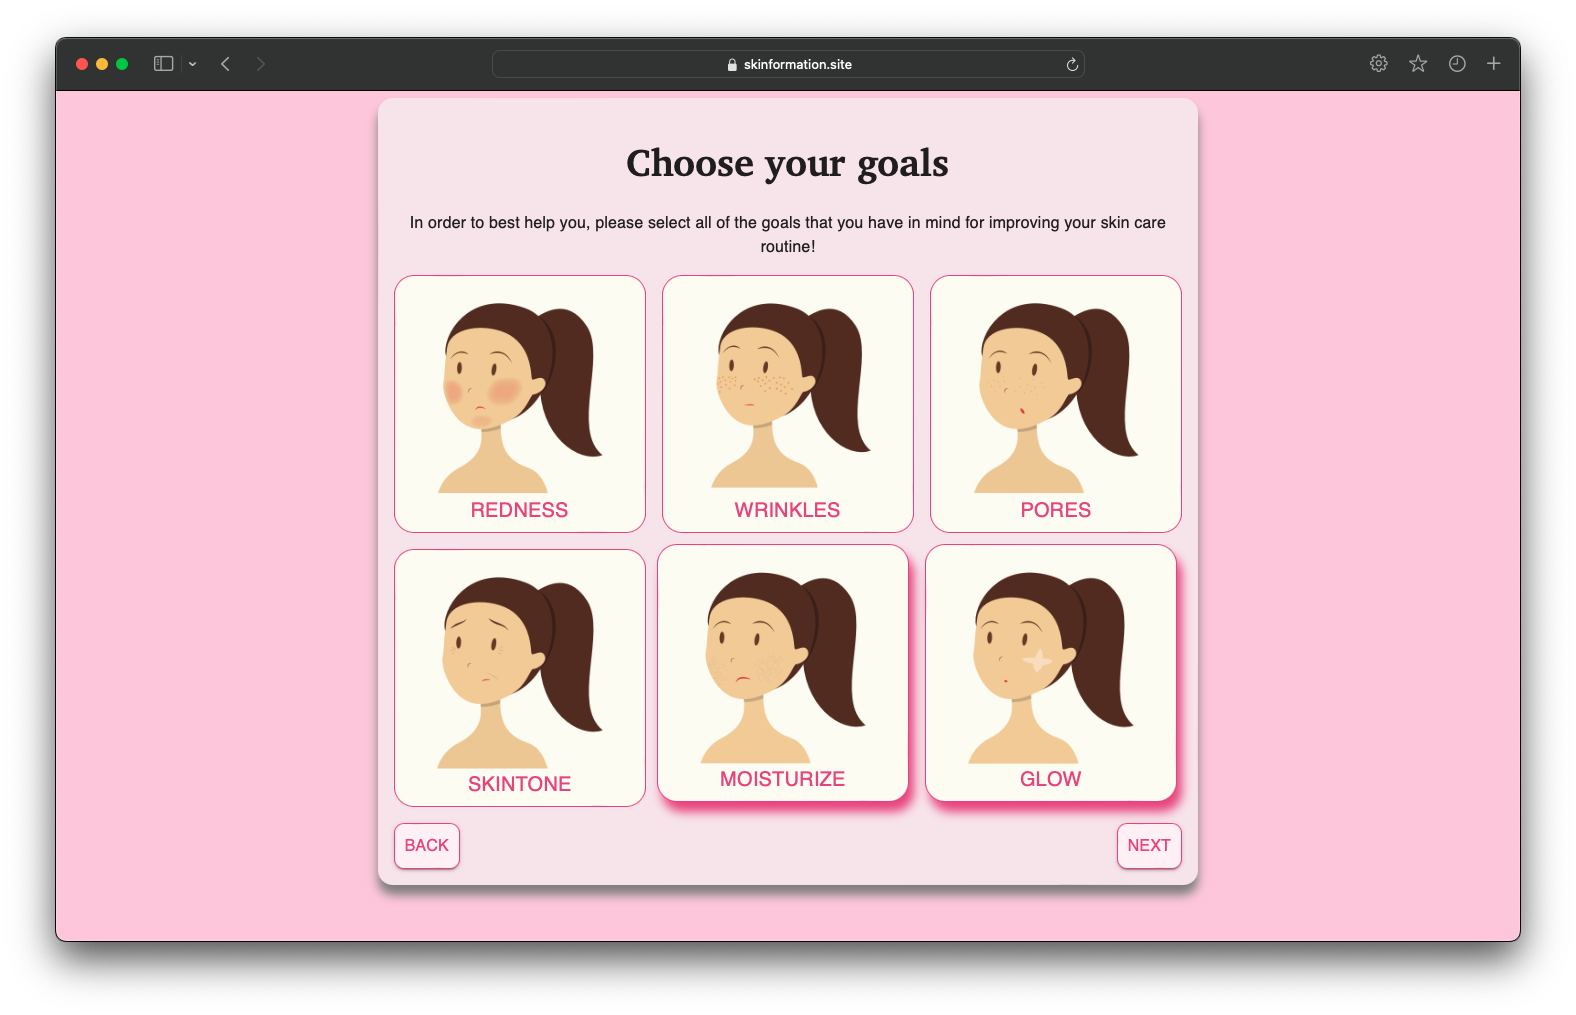 skinformation.site
Choose your goals
In order to best help you, please select all of the goals that you have in mind for improving your skin care
routine!
REDNESS
WRINKLES
PORES
SKINTONE
MOISTURIZE
GLOW
BACK
NEXT